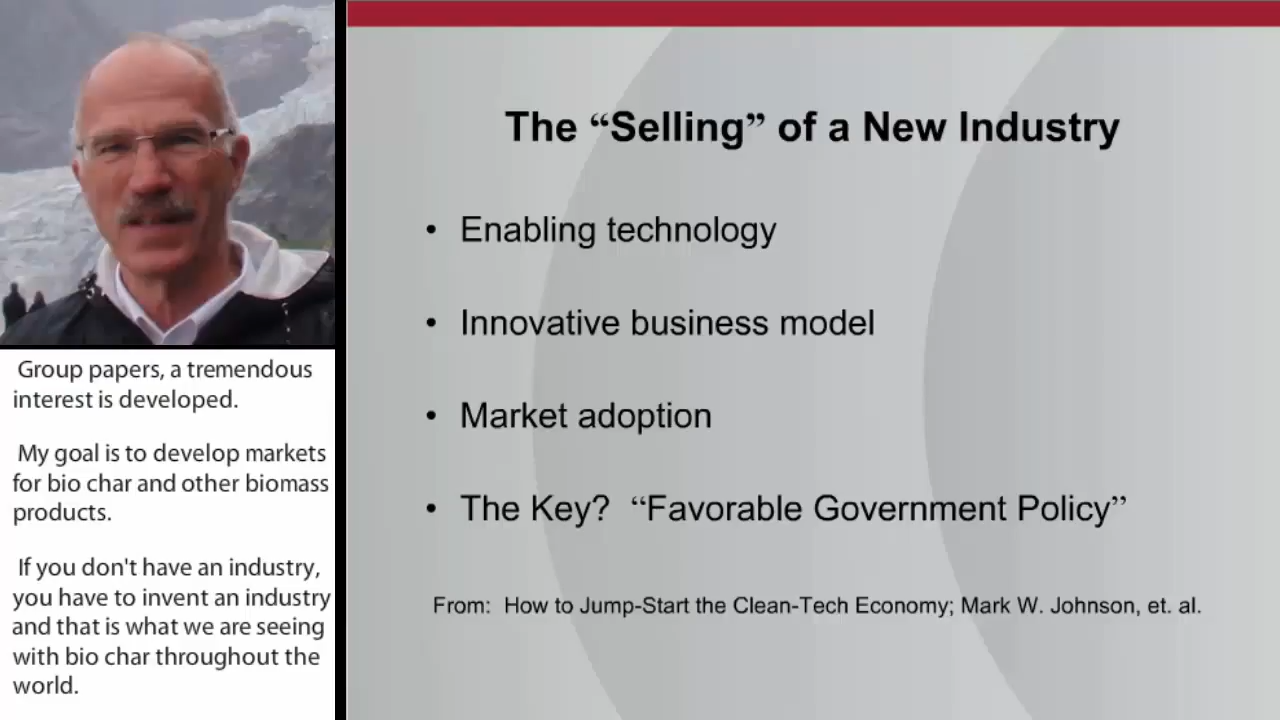 The “Selling” of a New Industry
• Enabling technology
• Innovative business model
• Market adoption
• The Key? “Favorable Government Policy”
From: How to Jump-Start the Clean-Tech Economy; Mark W. Johnson, et. al.
Group papers, a tremendous
interest is developed.
My goal is to develop markets
for bio char and other biomass
products.
If you don't have an industry,
you have to invent an industry
and that is what we are seeing
with bio char throughout the
world.